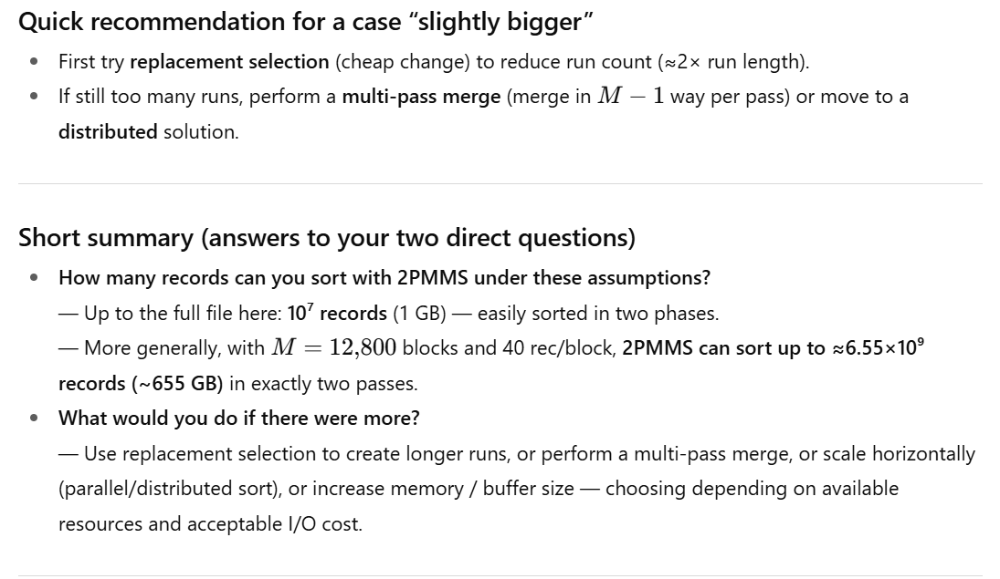 Quick recommendation for a case “slightly bigger”
• First try replacement selection (cheap change) to reduce run count (≈2× run length).
• If still too many runs, perform a multi-pass merge (merge in M − 1 way per pass) or move to a
distributed solution.
Short summary (answers to your two direct questions)
• How many records can you sort with 2PMMS under these assumptions?
— Up to the full file here: 10⁷ records (1 GB) — easily sorted in two phases.
— More generally, with M = 12,800 blocks and 40 rec/block, 2PMMS can sort up to ≈6.55×10⁹
records (~655 GB) in exactly two passes.
• What would you do if there were more?
— Use replacement selection to create longer runs, or perform a multi-pass merge, or scale horizontally
(parallel/distributed sort), or increase memory / buffer size — choosing depending on available
resources and acceptable I/O cost.